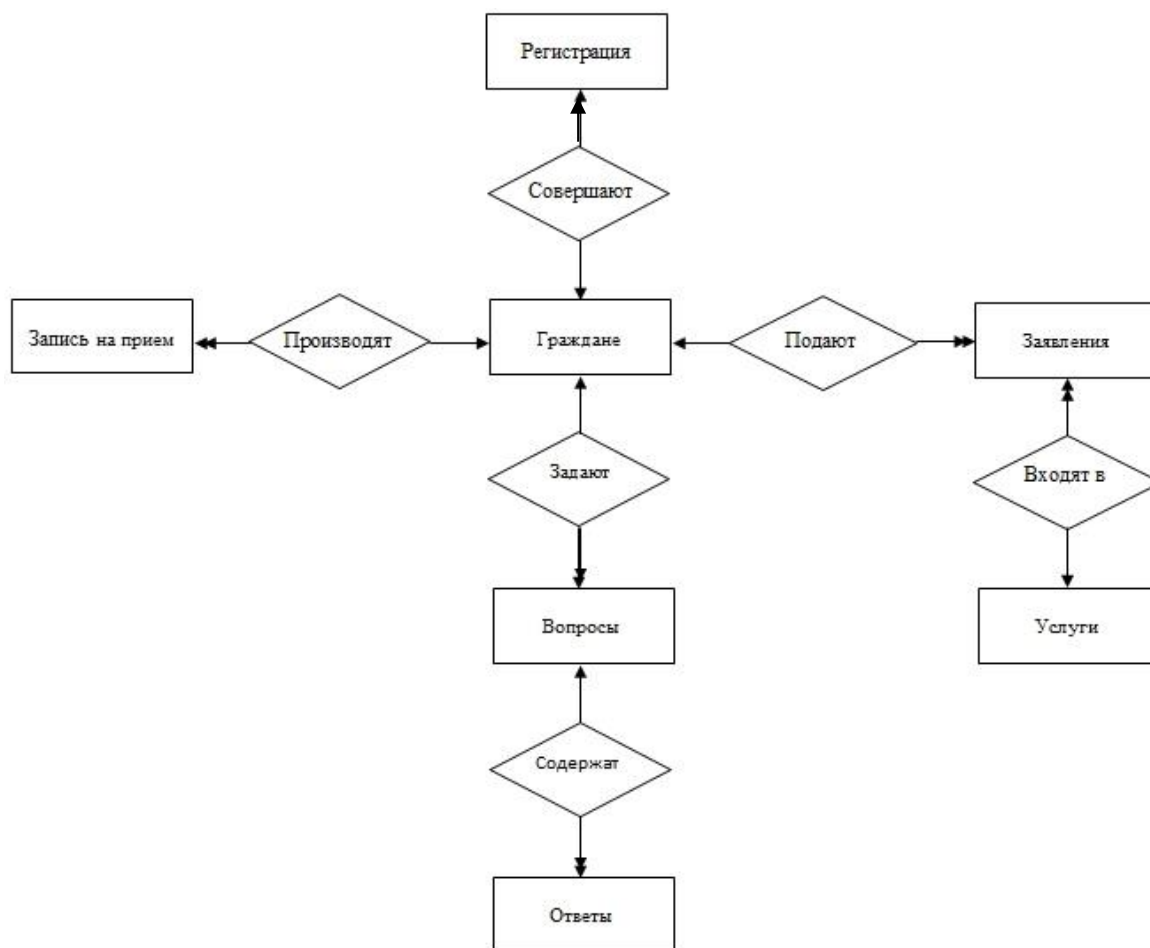 Регистрация
Совершают
Запись на прием
Производят
Граждане
Подают
Заявления
Задают
Входят в
Вопросы
Услуги
Содержат
Ответы